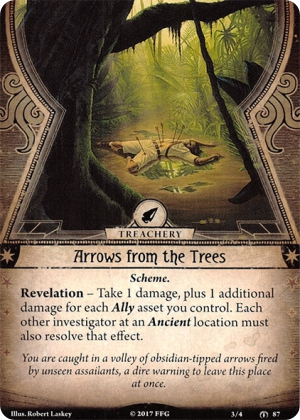 TREACHERY
Arrows from the Trees
Scheme.
Revelation – Take 1 damage, plus 1 additional
damage for each Ally asset you control. Each
other investigator at an Ancient location must
also resolve that effect.
You are caught in a volley of obsidian-tipped arrows fired
by unseen assailants, a dire warning to leave this place
at once.
Illus. Robert Laskey © 2017 FFG 3/4 87